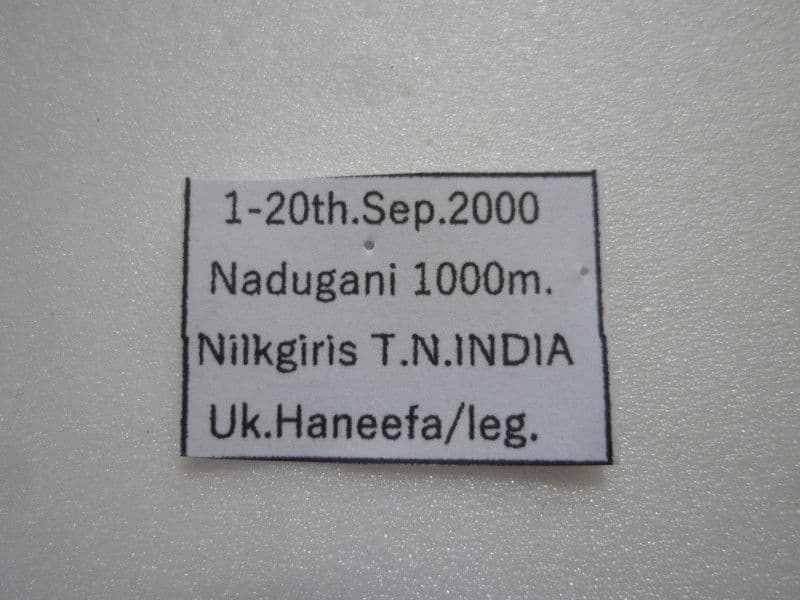 1-20th.Sep.2000
Nadugani 1000m.
Nilkgiris T.N.INDIA
Uk.Haneefa/leg.